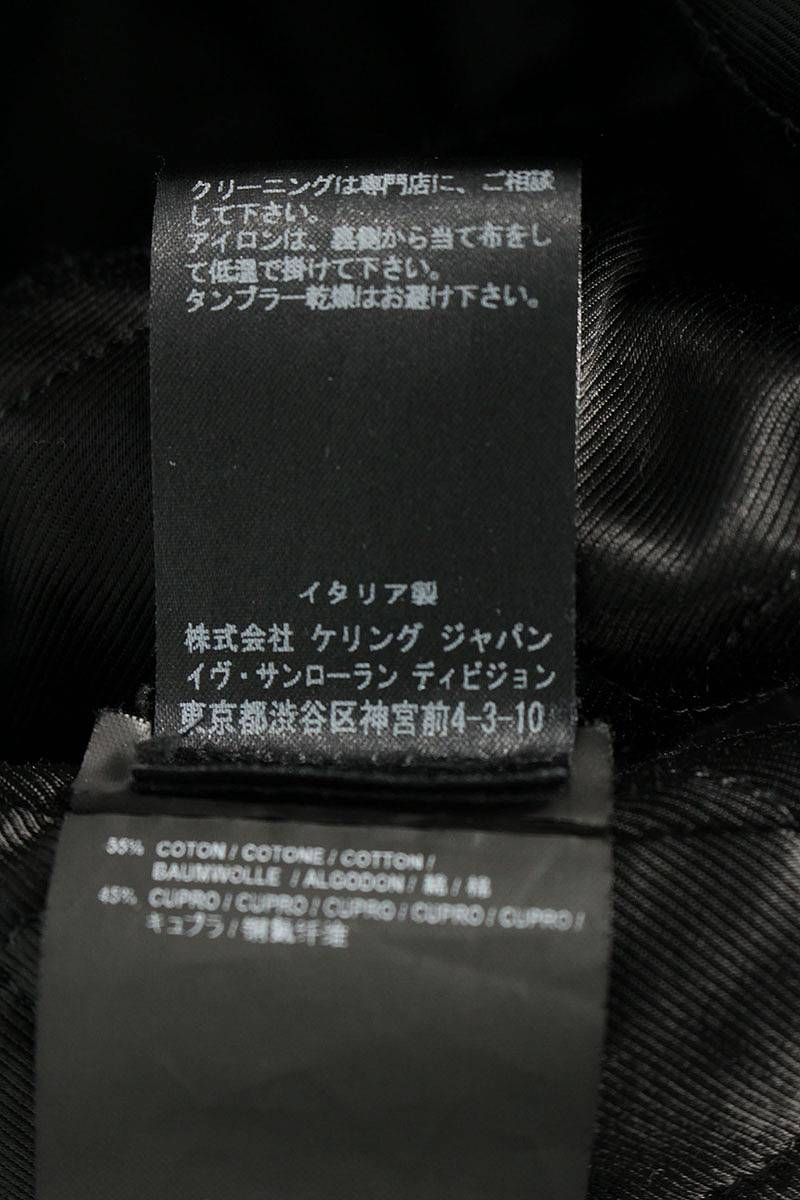 クリーニングは専門店に、ご相談
して下さい。
アイロンは、裏側から当て布をし
て低温で掛けて下さい。
タンブラー乾燥はお避け下さい。
イタリア製
株式会社 ケリング ジャパン
イヴ・サンローラン ディビジョン
東京都渋谷区神宮前4-3-10
55% COTON / COTONE / COTTON /
BAUMWOLLE / ALGODON / 綿 / 棉
45% CUPRO / CUPRO / CUPRO / CUPRO / CUPRO /
キュプラ /